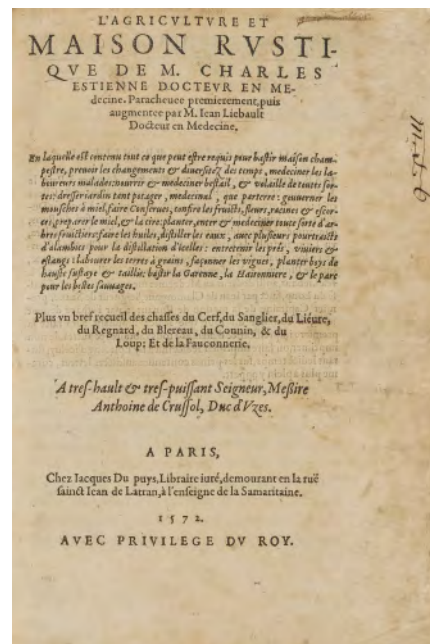 L'AGRICVLTVRE ET
MAISON RVSTI-
QVE DE M. CHARLES
ESTIENNE DOCTEVR EN ME-
decine. Paracheuee premierement, puis
augmentee par M. Iean Liebault
Docteur en Medecine.
En laquelle est contenu tout ce que peut estre requis pour bastir maison cham-
pestre, preuoir les changements & diuersitez des temps, medeciner les la-
boureurs malades: nourrir & medeciner bestail, & volaille de toutes sor-
tes: dresser iardin tant potager, medecinal, que parterre: gouuerner les
mousches à miel, faire Conserues, confire les fruicts, fleurs, racines & escor-
ces, preparer le miel, & la cire: planter, enter & medeciner toute sorte d'ar-
bres fruictiers: faire les huiles, distiller les eaux, auec plusieurs pourtraicts
d'alambics pour la distillation d'icelles: entretenir les prés, viuiers &
estangs: labourer les terres à grains, façonner les vignes, planter boys de
haulte fustaye & taillis: bastir la Garenne, la Haironniere, & le parc
pour les bestes sauuages.
Plus vn bref recueil des chasses du Cerf, du Sanglier, du Liéure,
du Regnard, du Blereau, du Connin, & du
Loup: Et de la Fauconnerie.
A tres-hault & tres-puissant Seigneur, Messire
Anthoine de Crussol, Duc d'Vzes.
A PARIS,
Chez Iacques Du puys, Libraire iuré, demourant en la ruë
sainct Iean de Latran, à l'enseigne de la Samaritaine.
1572.
AVEC PRIVILEGE DV ROY.